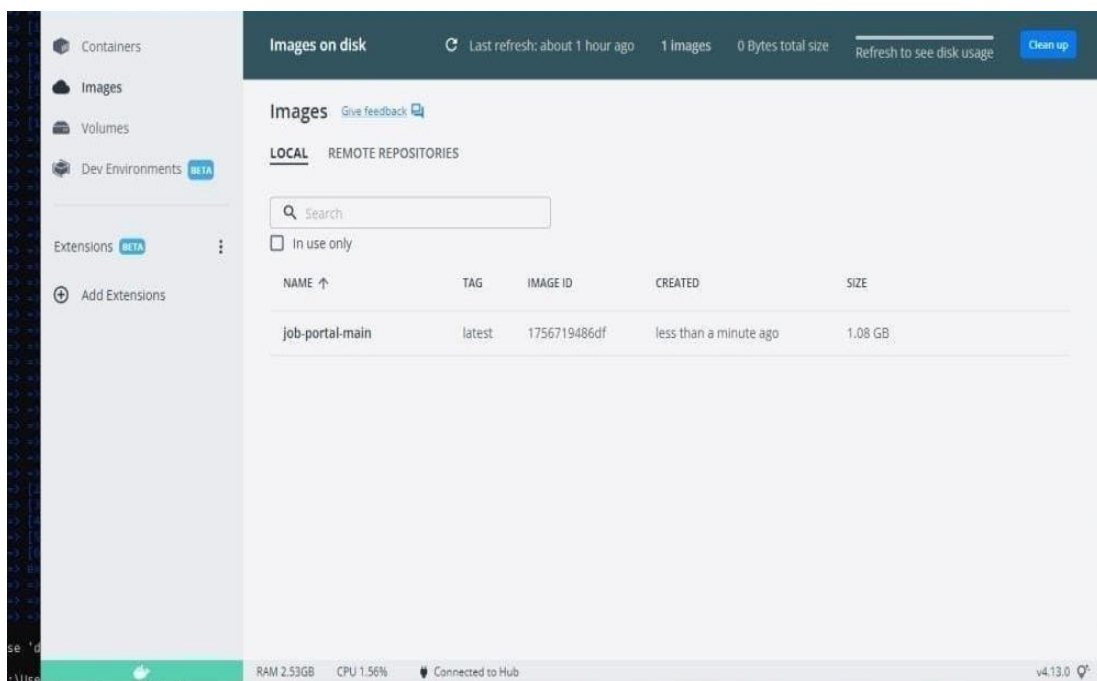 Containers
Images
Volumes
Dev Environments BETA
Extensions BETA
Add Extensions
Images on disk
Last refresh: about 1 hour ago
1 images
0 Bytes total size
Refresh to see disk usage
Clean up
Images Give feedback
LOCAL REMOTE REPOSITORIES
Search
In use only
NAME TAG IMAGE ID CREATED SIZE
job-portal-main latest 1756719486df less than a minute ago 1.08 GB
se 'd
:\Use
RAM 2.53GB CPU 1.56% Connected to Hub v4.13.0